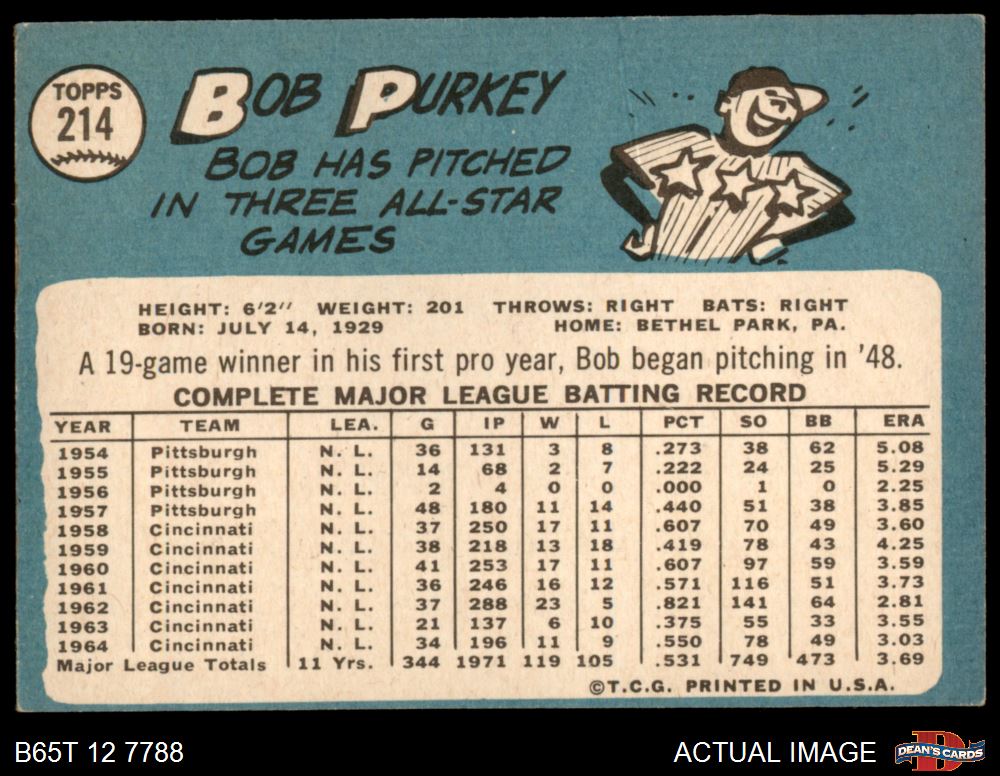 TOPPS
214
BOB PURKEY
BOB HAS PITCHED
IN THREE ALL-STAR
GAMES
HEIGHT: 6'2" WEIGHT: 201 THROWS: RIGHT BATS: RIGHT
BORN: JULY 14, 1929 HOME: BETHEL PARK, PA.
A 19-game winner in his first pro year, Bob began pitching in '48.
COMPLETE MAJOR LEAGUE BATTING RECORD
YEAR TEAM LEA. G IP W L PCT SO BB ERA
1954 Pittsburgh N. L. 36 131 3 8 .273 38 62 5.08
1955 Pittsburgh N. L. 14 68 2 7 .222 24 25 5.29
1956 Pittsburgh N. L. 2 4 0 0 .000 1 0 2.25
1957 Pittsburgh N. L. 48 180 11 14 .440 51 38 3.85
1958 Cincinnati N. L. 37 250 17 11 .607 70 49 3.60
1959 Cincinnati N. L. 38 218 13 18 .419 78 43 4.25
1960 Cincinnati N. L. 41 253 17 11 .607 97 59 3.59
1961 Cincinnati N. L. 36 246 16 12 .571 116 51 3.73
1962 Cincinnati N. L. 37 288 23 5 .821 141 64 2.81
1963 Cincinnati N. L. 21 137 6 10 .375 55 33 3.55
1964 Cincinnati N. L. 34 196 11 9 .550 78 49 3.03
Major League Totals 11 Yrs. 344 1971 119 105 .531 749 473 3.69
©T.C.G. PRINTED IN U.S.A.
B65T 12 7788 ACTUAL IMAGE D DEAN'S CARDS